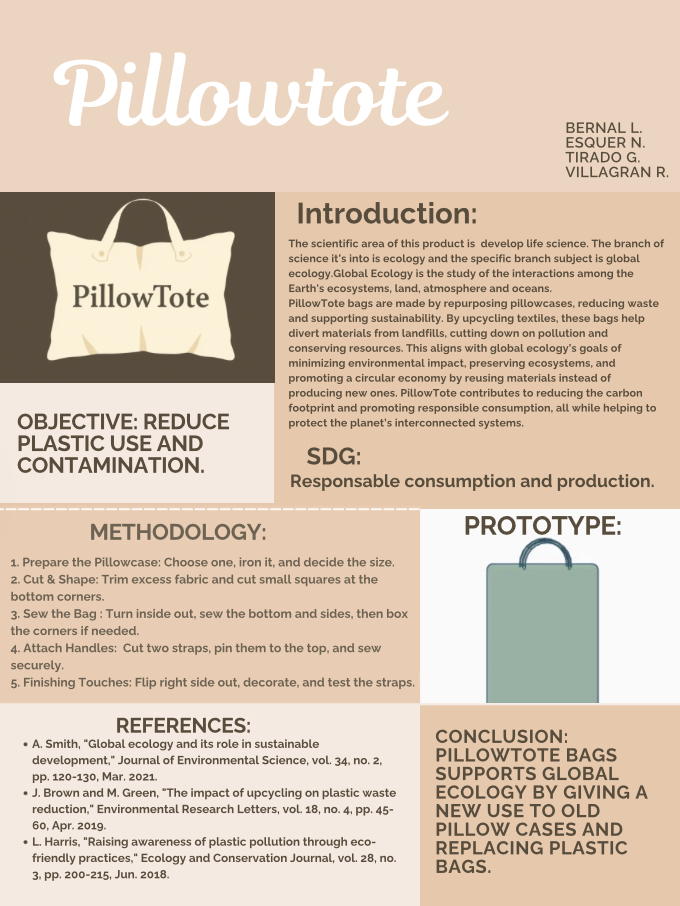 Pillowtote
BERNAL L.
ESQUER N.
TIRADO G.
VILLAGRAN R.
PillowTote
OBJECTIVE: REDUCE
PLASTIC USE AND
CONTAMINATION.
Introduction:
The scientific area of this product is  develop life science. The branch of
science it's into is ecology and the specific branch subject is global
ecology.Global Ecology is the study of the interactions among the
Earth's ecosystems, land, atmosphere and oceans.
PillowTote bags are made by repurposing pillowcases, reducing waste
and supporting sustainability. By upcycling textiles, these bags help
divert materials from landfills, cutting down on pollution and
conserving resources. This aligns with global ecology's goals of
minimizing environmental impact, preserving ecosystems, and
promoting a circular economy by reusing materials instead of
producing new ones. PillowTote contributes to reducing the carbon
footprint and promoting responsible consumption, all while helping to
protect the planet's interconnected systems.
SDG:
Responsible consumption and production.
METHODOLOGY:
1. Prepare the Pillowcase: Choose one, iron it, and decide the size.
2. Cut & Shape: Trim excess fabric and cut small squares at the
bottom corners.
3. Sew the Bag : Turn inside out, sew the bottom and sides, then box
the corners if needed.
4. Attach Handles:  Cut two straps, pin them to the top, and sew
securely.
5. Finishing Touches: Flip right side out, decorate, and test the straps.
PROTOTYPE:
REFERENCES:
• A. Smith, "Global ecology and its role in sustainable
development," Journal of Environmental Science, vol. 34, no. 2,
pp. 120-130, Mar. 2021.
• J. Brown and M. Green, "The impact of upcycling on plastic waste
reduction," Environmental Research Letters, vol. 18, no. 4, pp. 45-
60, Apr. 2019.
• L. Harris, "Raising awareness of plastic pollution through eco-
friendly practices," Ecology and Conservation Journal, vol. 28, no.
3, pp. 200-215, Jun. 2018.
CONCLUSION:
PILLOWTOTE BAGS
SUPPORTS GLOBAL
ECOLOGY BY GIVING A
NEW USE TO OLD
PILLOW CASES AND
REPLACING PLASTIC
BAGS.